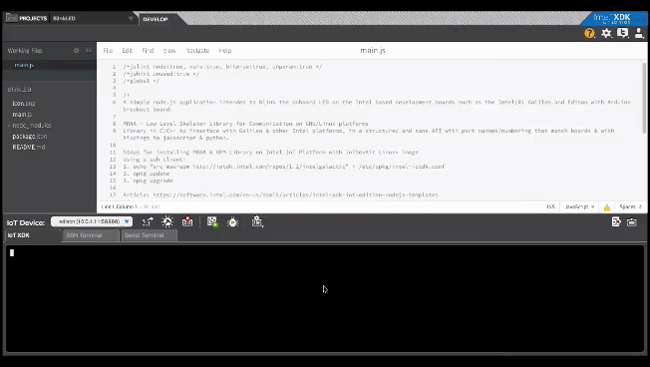 PROJECTS BlinkLED DEVELOP Intel XDK
Working Files
main.js
BlinkLED
icon.png
main.js
node_modules
package.json
README.md
File Edit Find View Navigate Help main.js
1 /*jslint node:true, vars:true, bitwise:true, unparam:true */
2 /*jshint unused:true */
3 /*global */
4
5 /*
6 A simple node.js application intended to blink the onboard LED on the Intel based development boards such as the Intel(R) Galileo and Edison with Arduino
breakout board.
7
8 MRAA - Low Level Skeleton Library for Communication on GNU/Linux platforms
9 Library in C/C++ to interface with Galileo & other Intel platforms, in a structured and sane API with port names/numbering that match boards & with
bindings to javascript & python.
10
11 Steps for installing MRAA & UPM Library on Intel IoT Platform with IoTDevKit Linux* image
12 Using a ssh client:
13 1. echo "src maa-upm http://iotdk.intel.com/repos/1.1/intelgalactic" > /etc/opkg/intel-iotdk.conf
14 2. opkg update
15 3. opkg upgrade
16
17 Article: https://software.intel.com/en-us/html5/articles/intel-xdk-iot-edition-nodejs-templates
Line 1, Column 1 INS JavaScript Spaces: 4
IoT Device:
IoT XDK SSH Terminal Serial Terminal